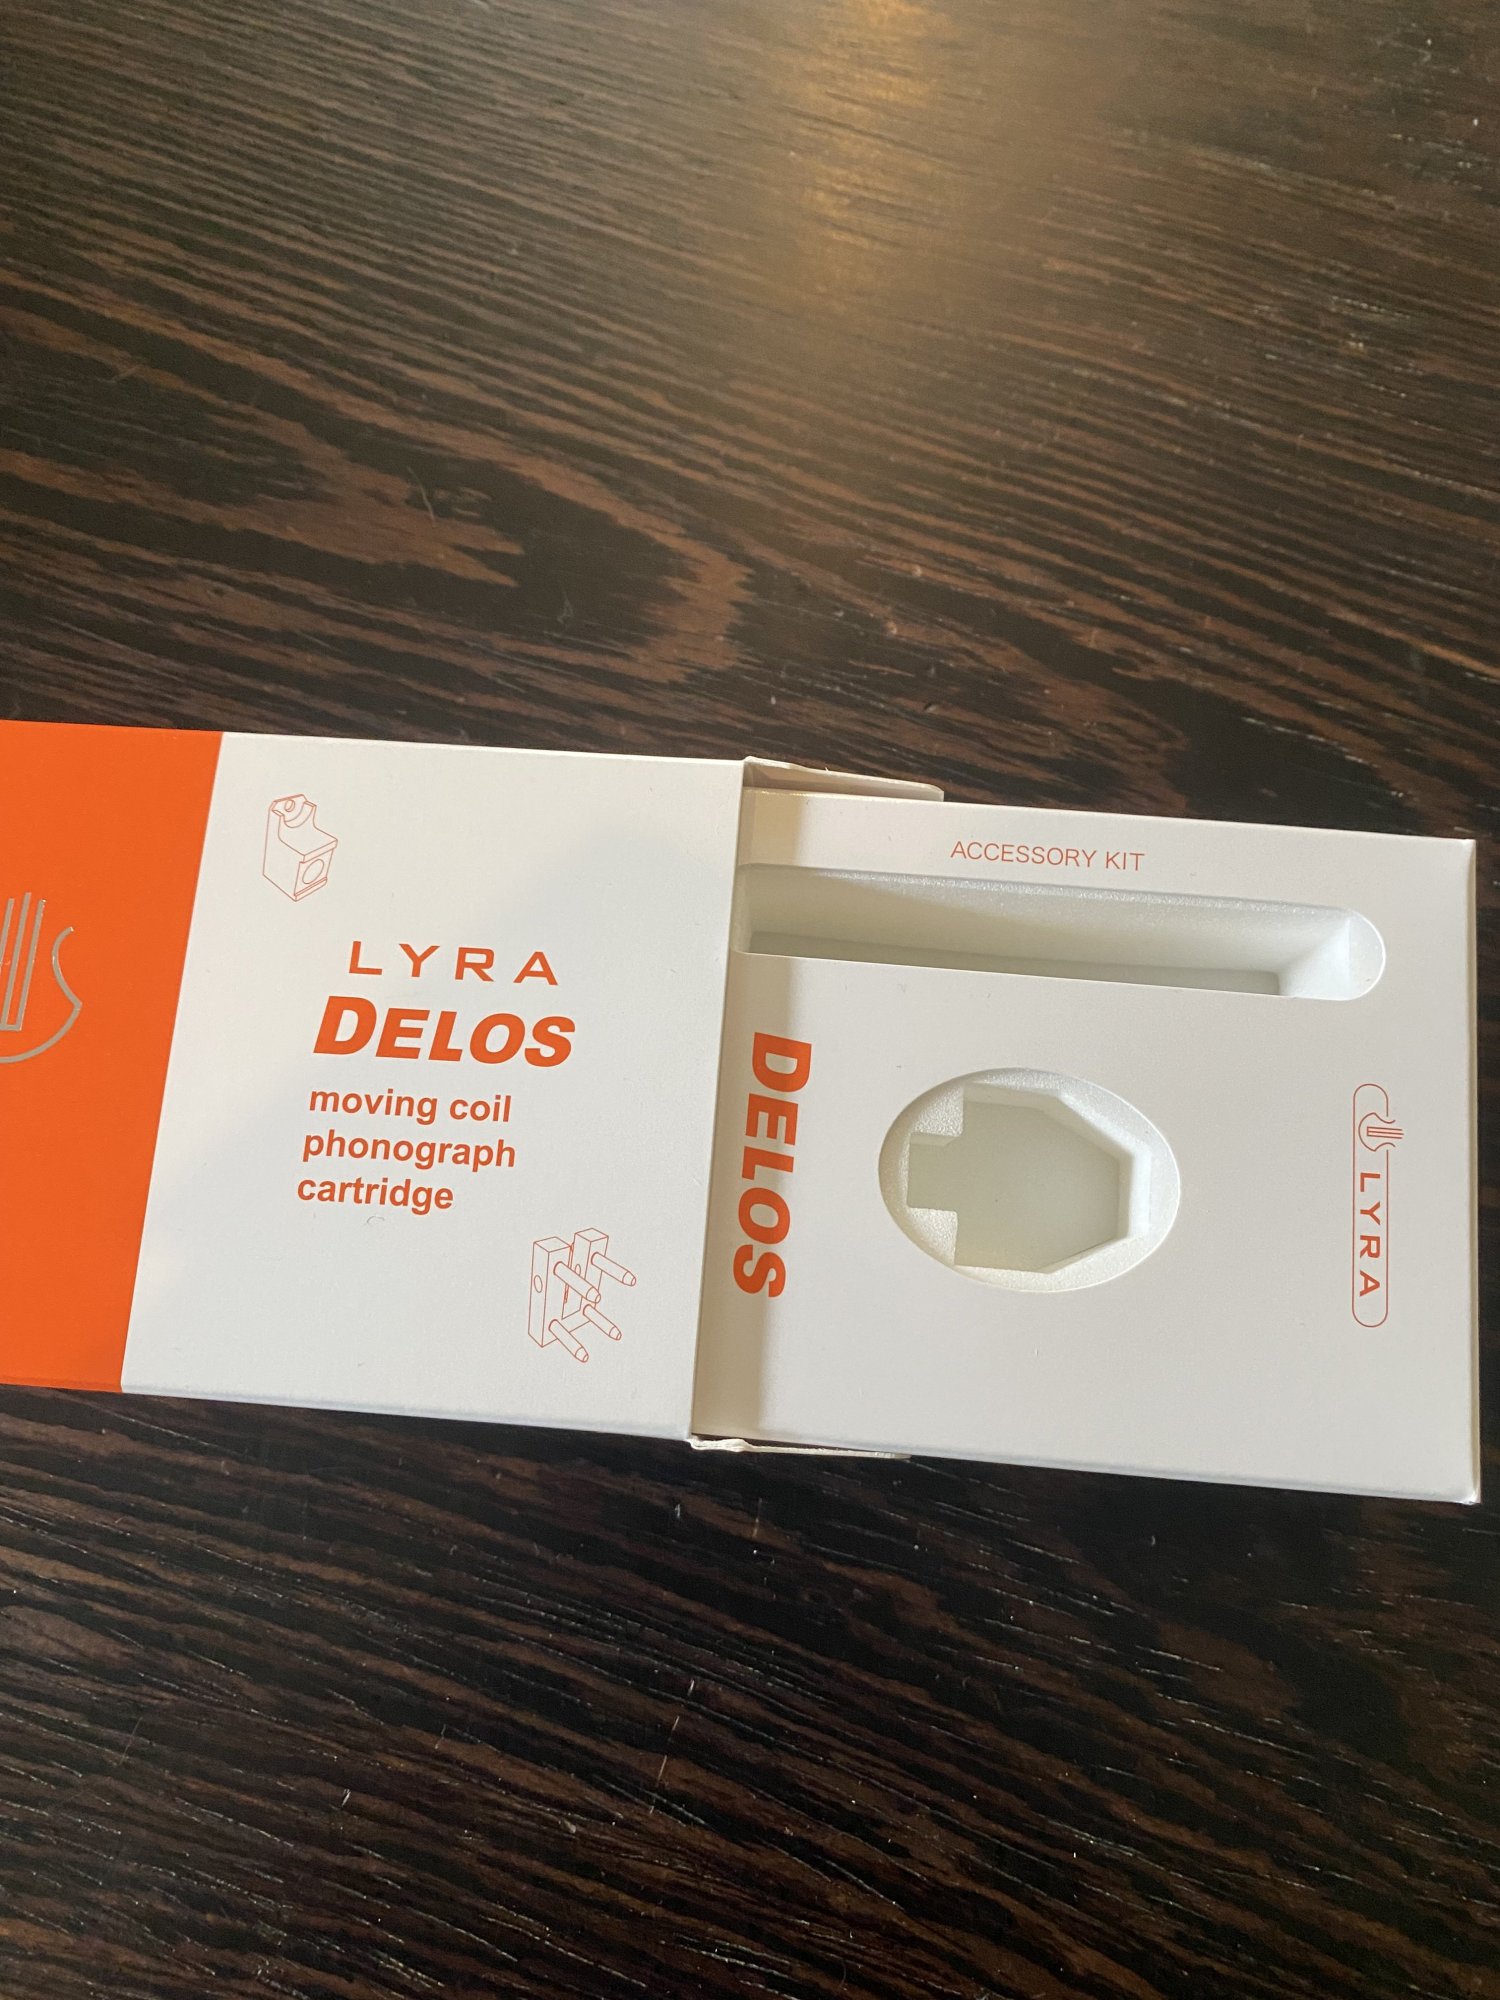 LYRA
DELOS
moving coil
phonograph
cartridge
ACCESSORY KIT
DELOS
LYRA